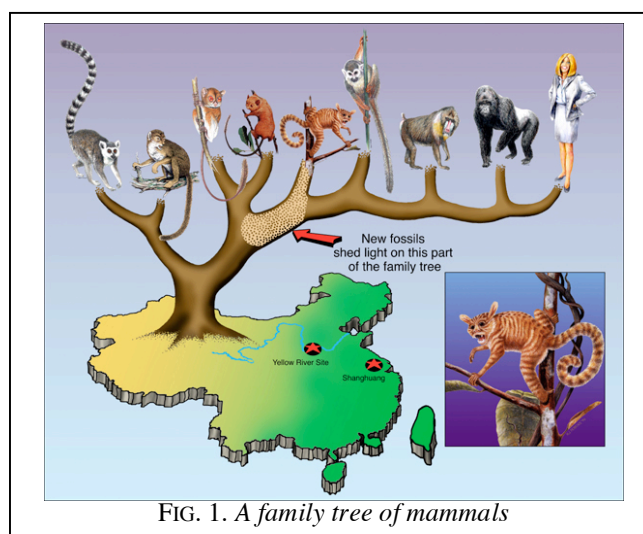 New fossils
shed light on this part
of the family tree
Yellow River Site
Shanghuang
FIG. 1. A family tree of mammals